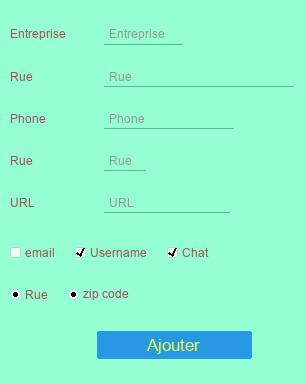 Entreprise Entreprise
Rue Rue
Phone Phone
Rue Rue
URL URL
email Username Chat
Rue zip code
Ajouter